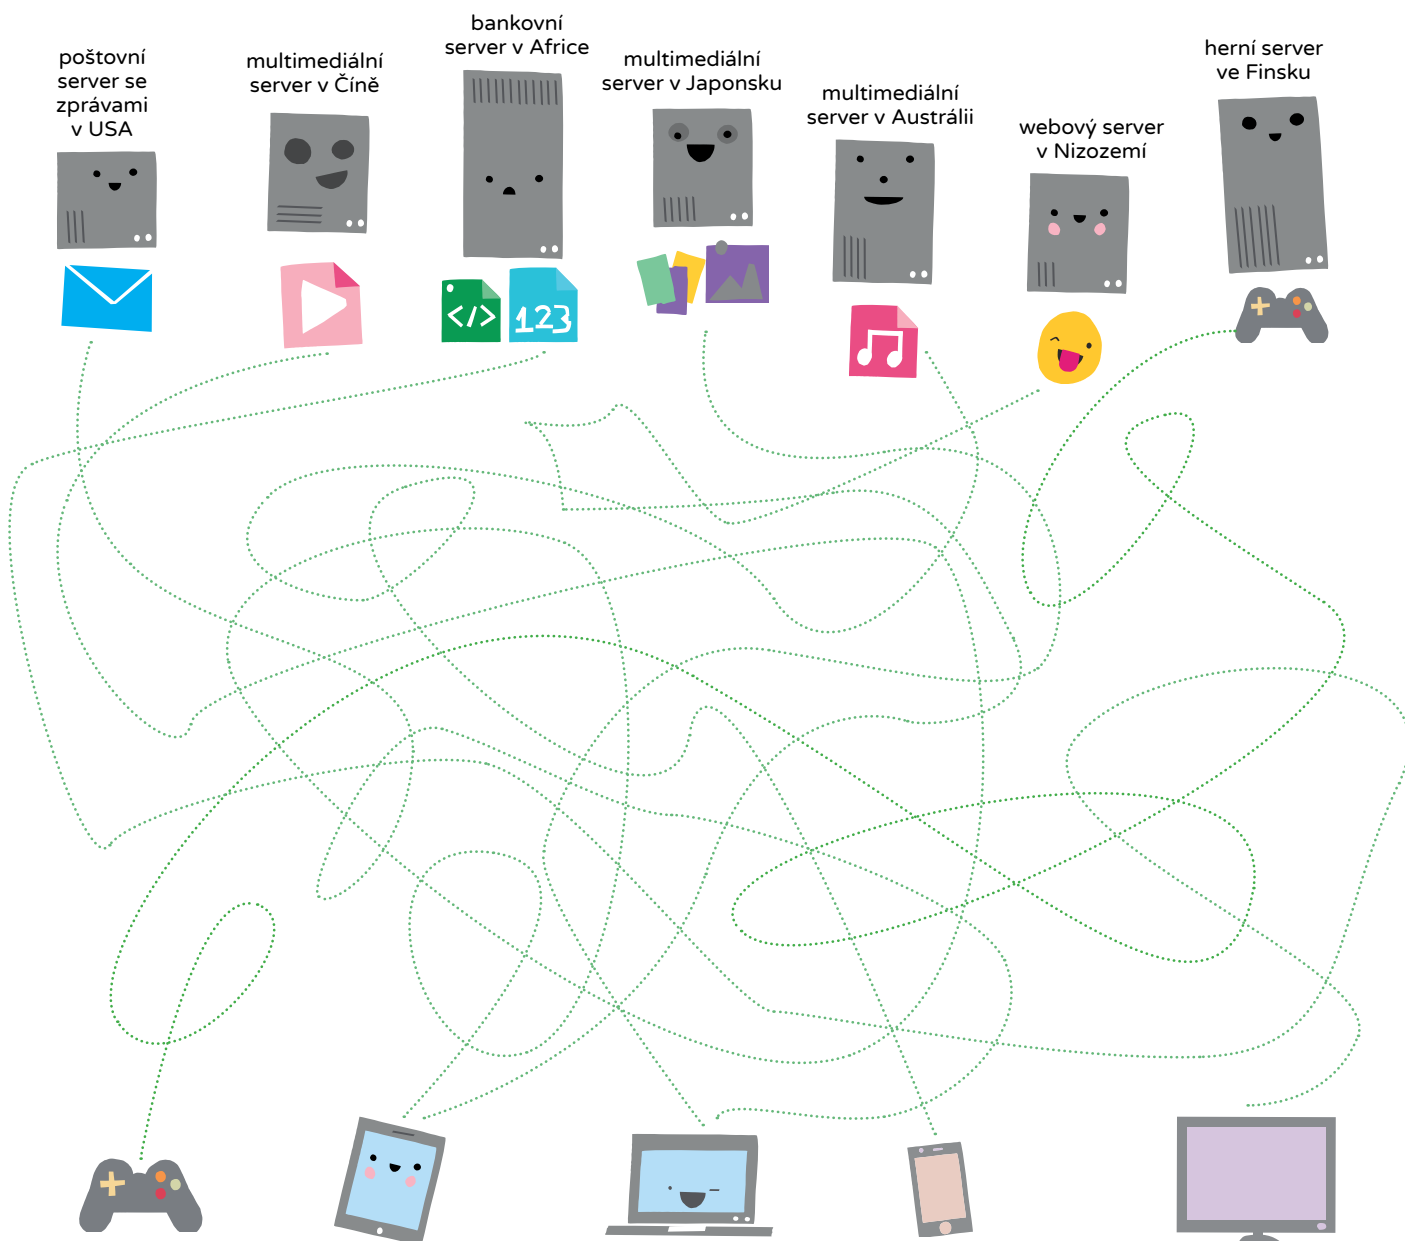 poštovní
server se
zprávami
v USA
multimediální
server v Číně
bankovní
server v Africe
multimediální
server v Japonsku
multimediální
server v Austrálii
webový server
v Nizozemí
herní server
ve Finsku
</>
123